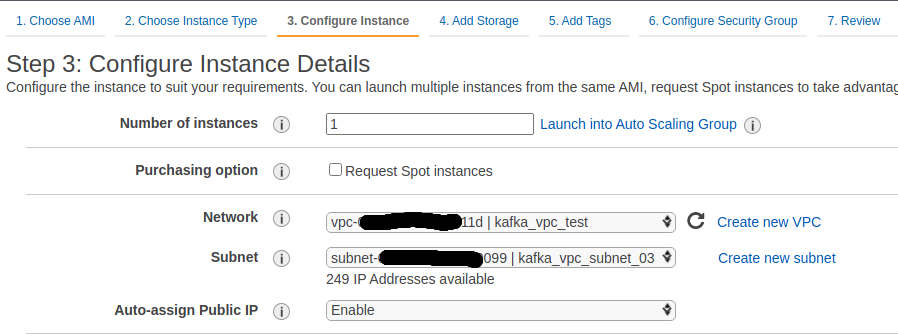 1. Choose AMI 2. Choose Instance Type 3. Configure Instance 4. Add Storage 5. Add Tags 6. Configure Security Group 7. Review
Step 3: Configure Instance Details
Configure the instance to suit your requirements. You can launch multiple instances from the same AMI, request Spot instances to take advantag
Number of instances i 1 Launch into Auto Scaling Group i
Purchasing option i Request Spot instances
Network i vpc- 11d | kafka_vpc_test Create new VPC
Subnet i subnet- 099 | kafka_vpc_subnet_03 Create new subnet
249 IP Addresses available
Auto-assign Public IP i Enable